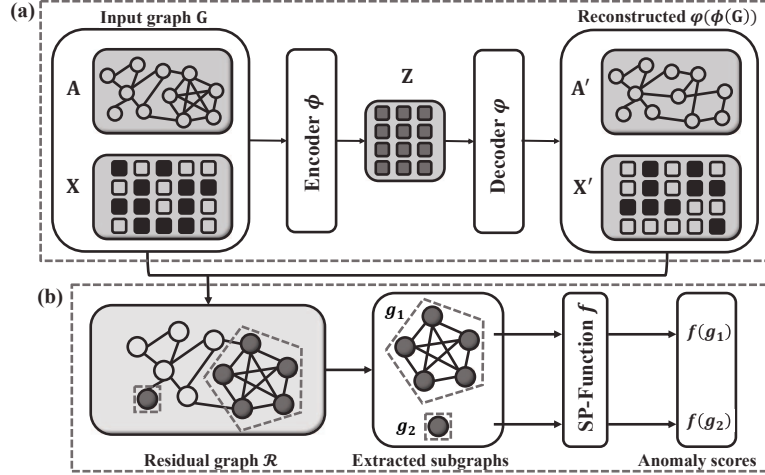 (a)
Input graph G
Reconstructed φ(ϕ(G))
A
X
Encoder ϕ
Z
Decoder φ
A′
X′
(b)
g₁
g₂
SP-Function f
f(g₁)
f(g₂)
Residual graph ℛ
Extracted subgraphs
Anomaly scores